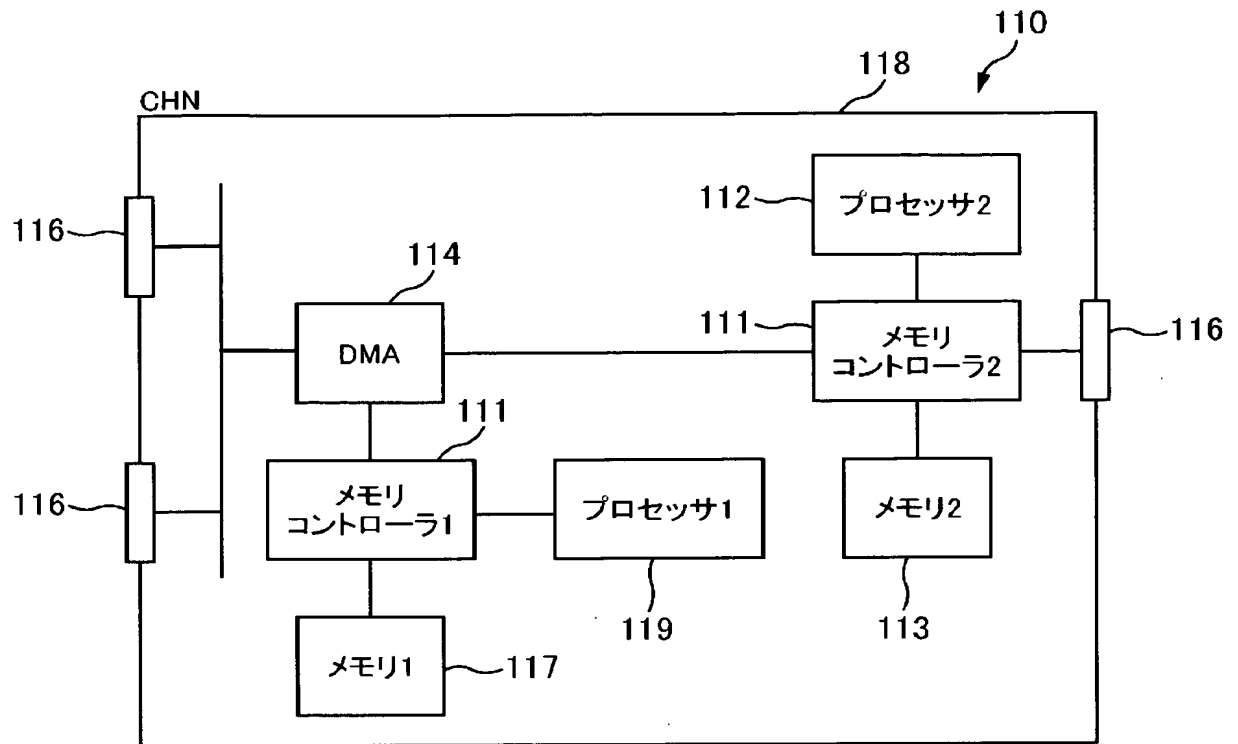 110
118
CHN
プロセッサ2
112
116
114
DMA
111
メモリ
コントローラ2
116
111
メモリ
コントローラ1
プロセッサ1
メモリ2
116
119
113
メモリ1
117